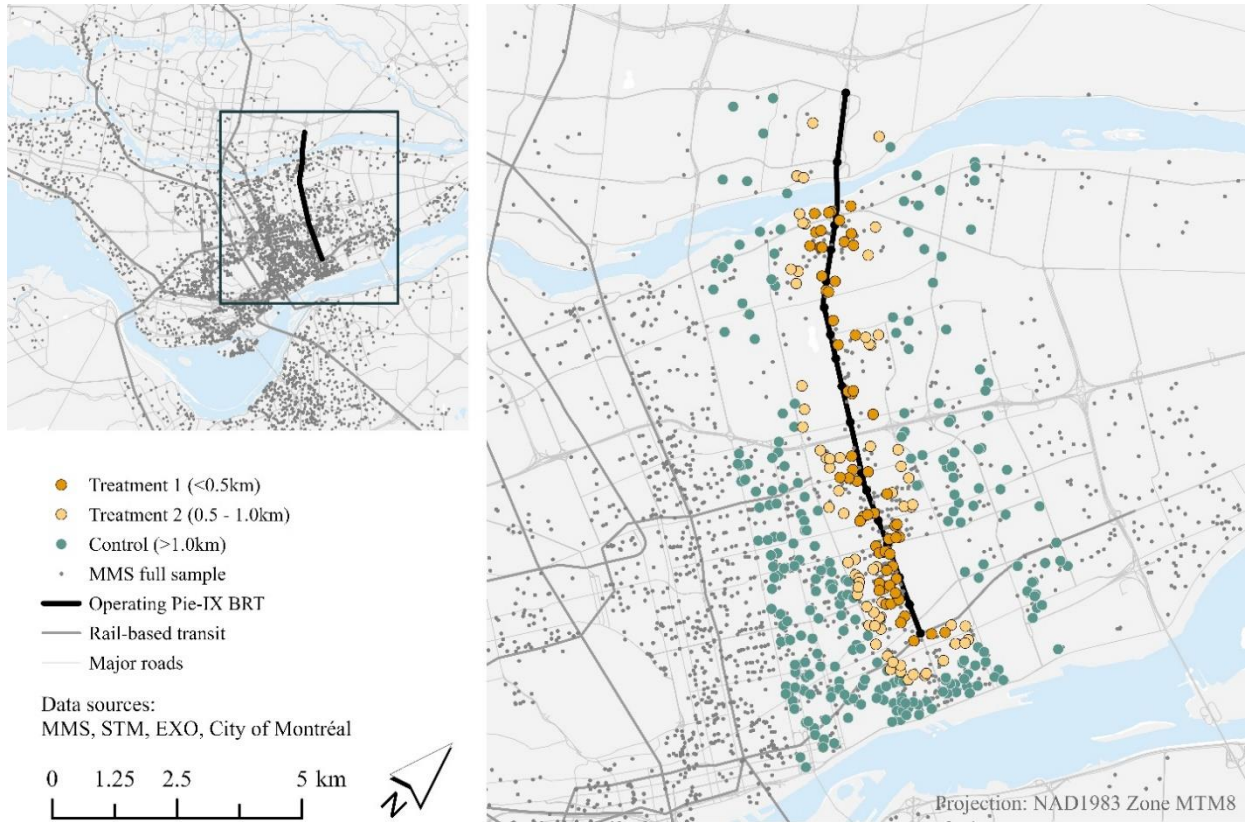 Treatment 1 (<0.5km)
Treatment 2 (0.5 - 1.0km)
Control (>1.0km)
MMS full sample
Operating Pie-IX BRT
Rail-based transit
Major roads
Data sources:
MMS, STM, EXO, City of Montréal
0 1.25 2.5 5 km
N
Projection: NAD1983 Zone MTM8